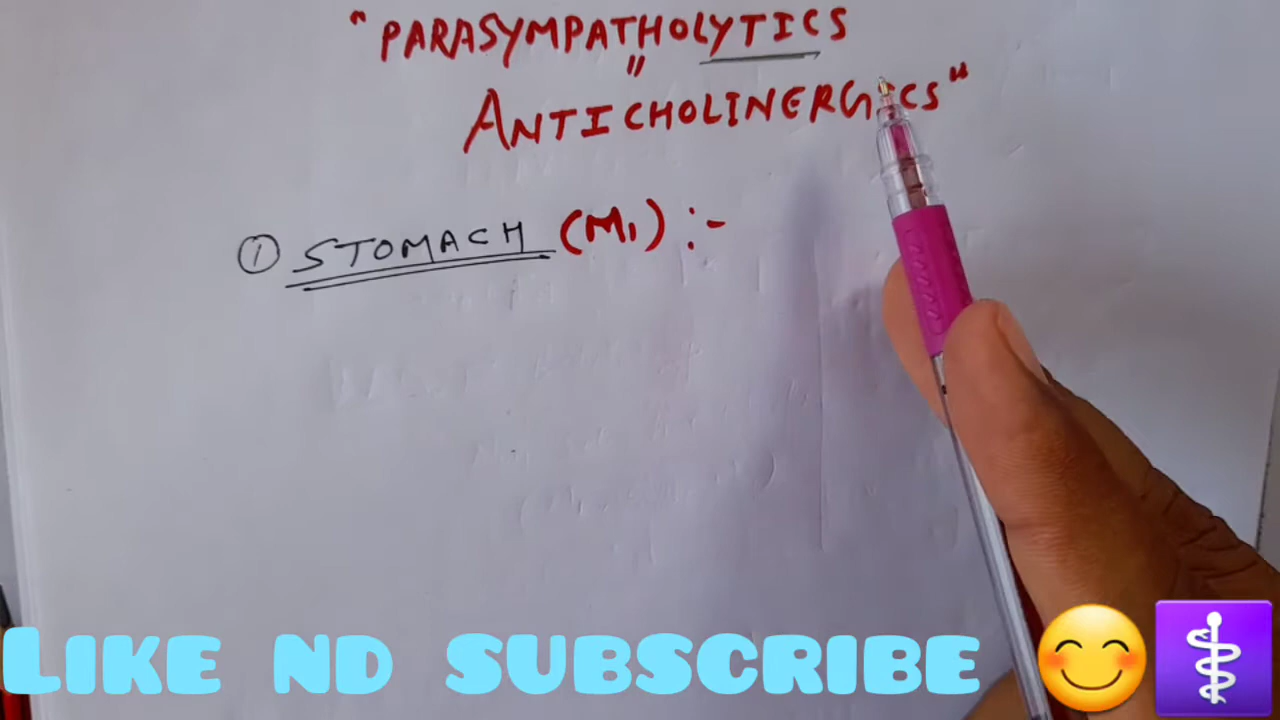 "PARASYMPATHOLYTICS
"
ANTICHOLINERGICS"
① STOMACH (M₁) :-
LIKE ND SUBSCRIBE 😊⚕